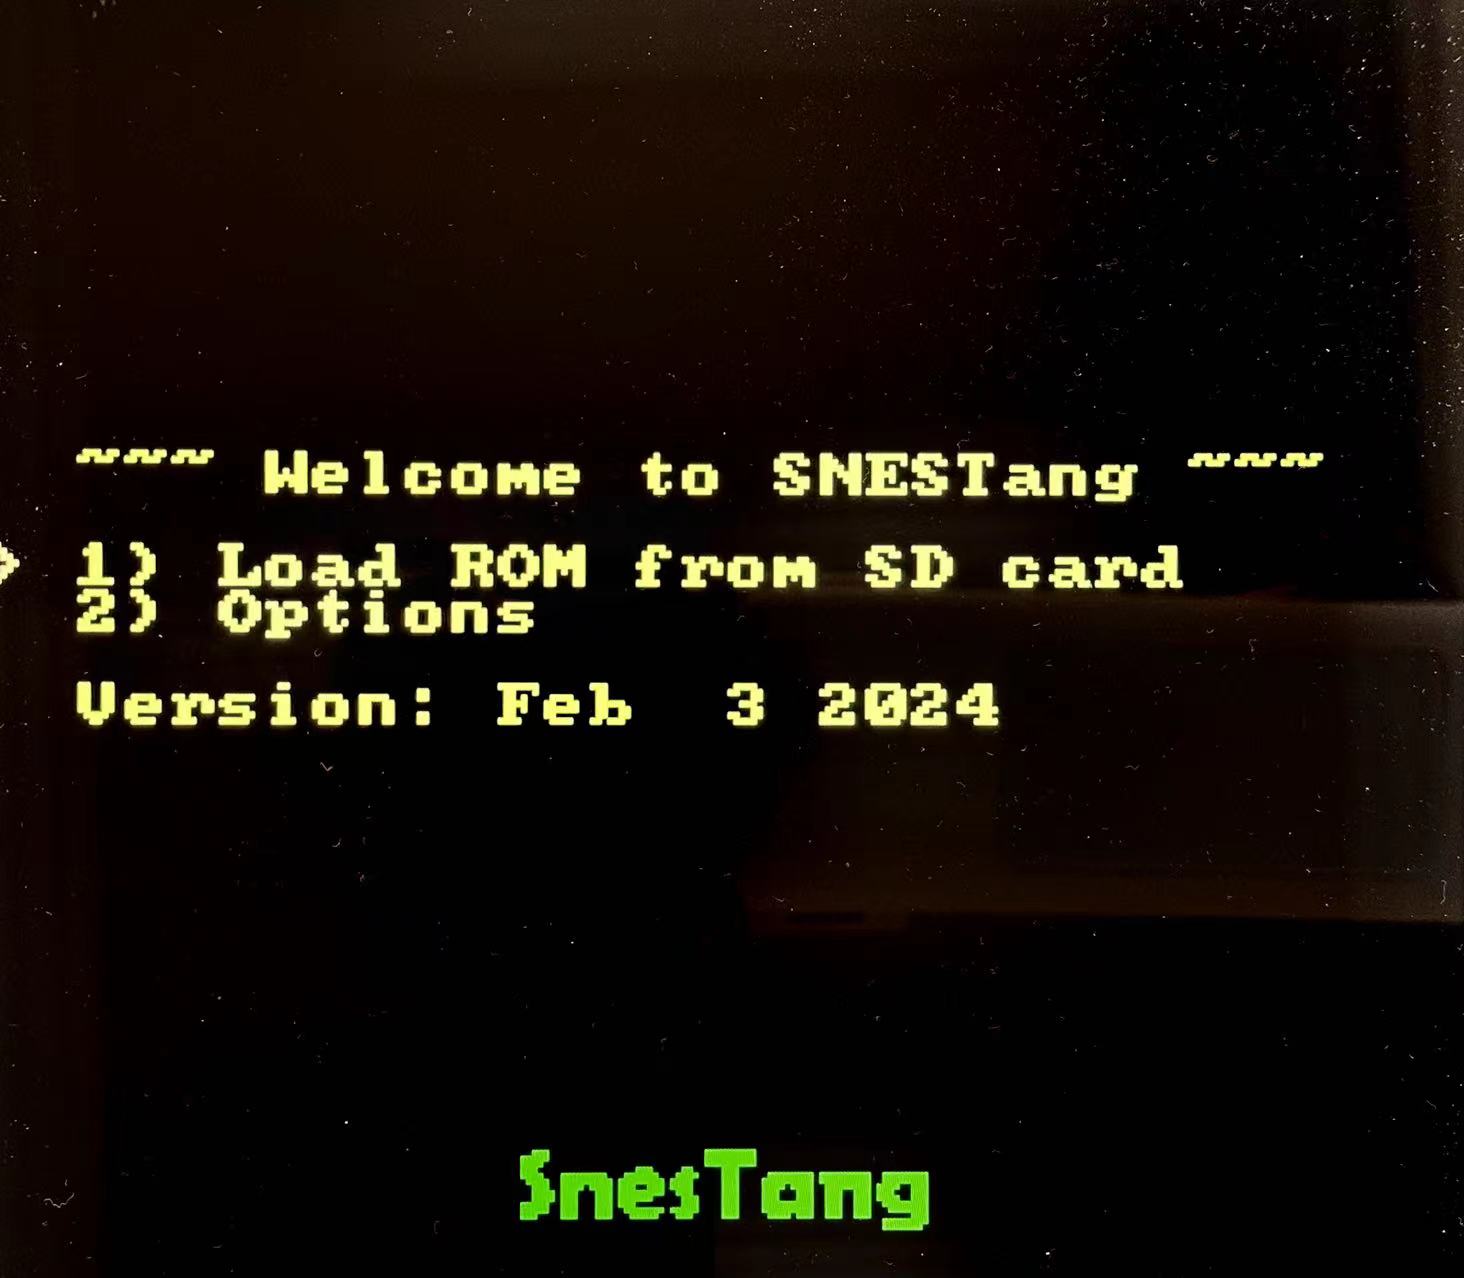 ~~~ Welcome to SNESTang ~~~
1) Load ROM from SD card
2) Options
Version: Feb  3 2024
SnesTang